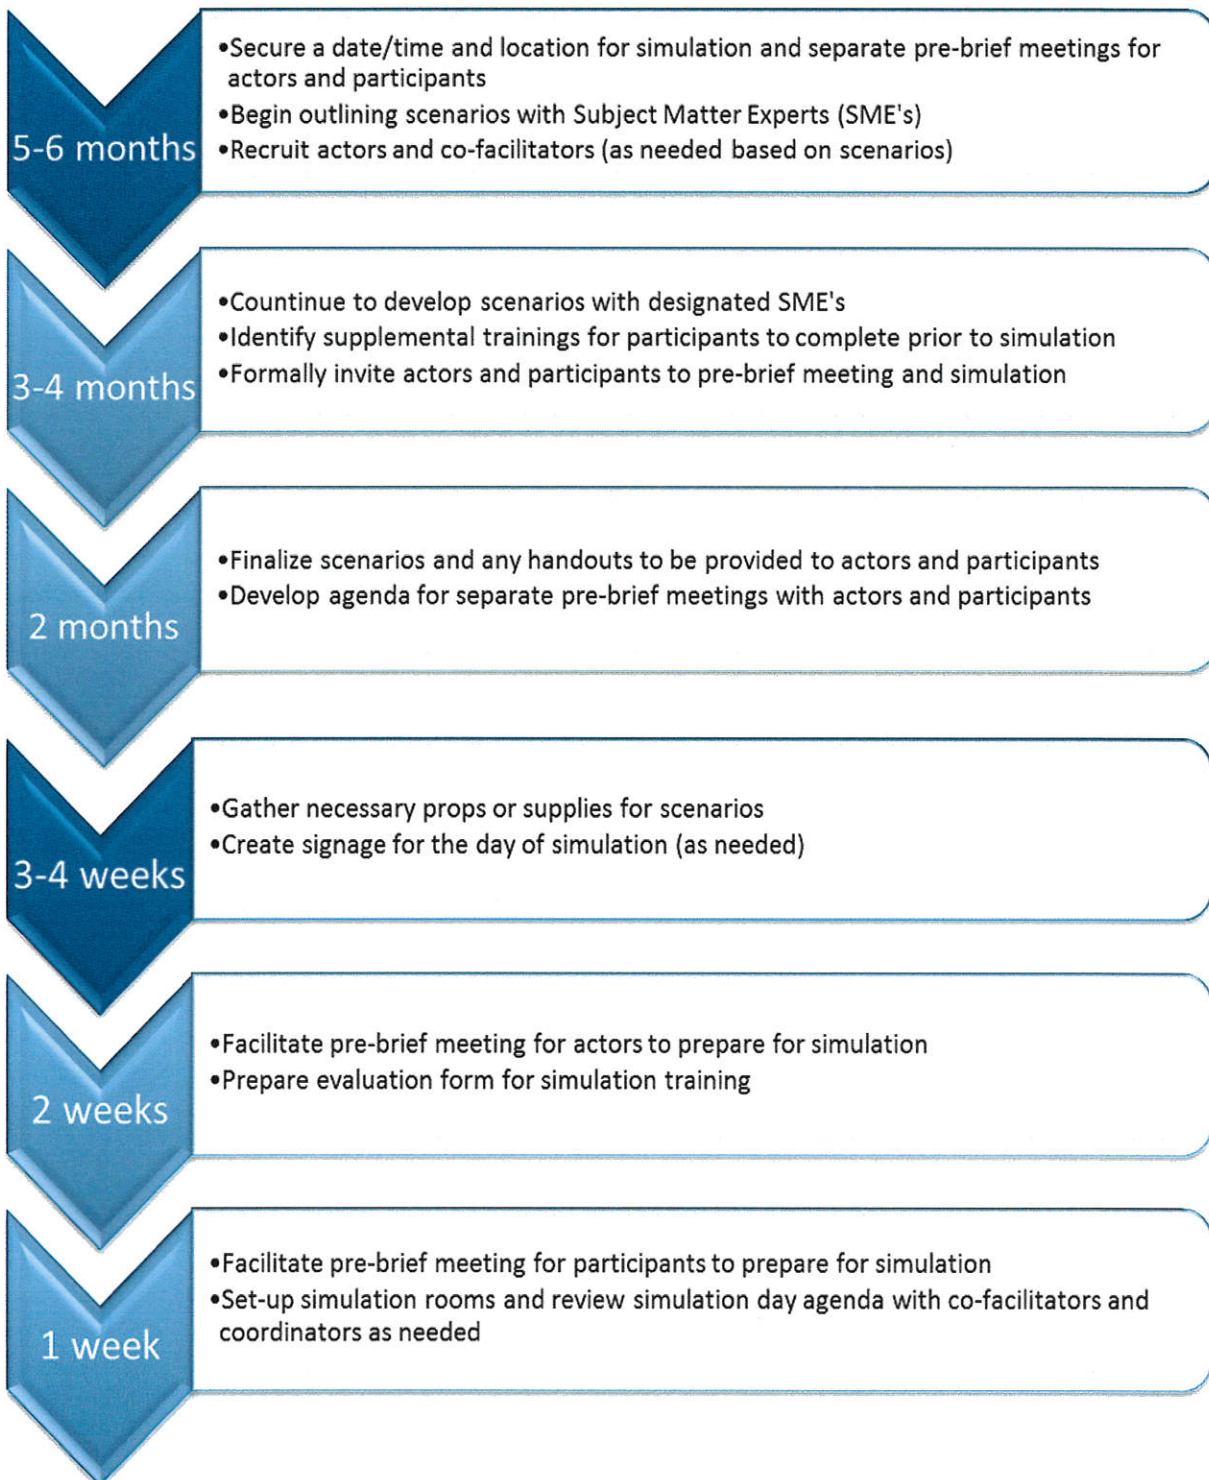 5-6 months
•Secure a date/time and location for simulation and separate pre-brief meetings for
actors and participants
•Begin outlining scenarios with Subject Matter Experts (SME's)
•Recruit actors and co-facilitators (as needed based on scenarios)
3-4 months
•Countinue to develop scenarios with designated SME's
•Identify supplemental trainings for participants to complete prior to simulation
•Formally invite actors and participants to pre-brief meeting and simulation
2 months
•Finalize scenarios and any handouts to be provided to actors and participants
•Develop agenda for separate pre-brief meetings with actors and participants
3-4 weeks
•Gather necessary props or supplies for scenarios
•Create signage for the day of simulation (as needed)
2 weeks
•Facilitate pre-brief meeting for actors to prepare for simulation
•Prepare evaluation form for simulation training
1 week
•Facilitate pre-brief meeting for participants to prepare for simulation
•Set-up simulation rooms and review simulation day agenda with co-facilitators and
coordinators as needed